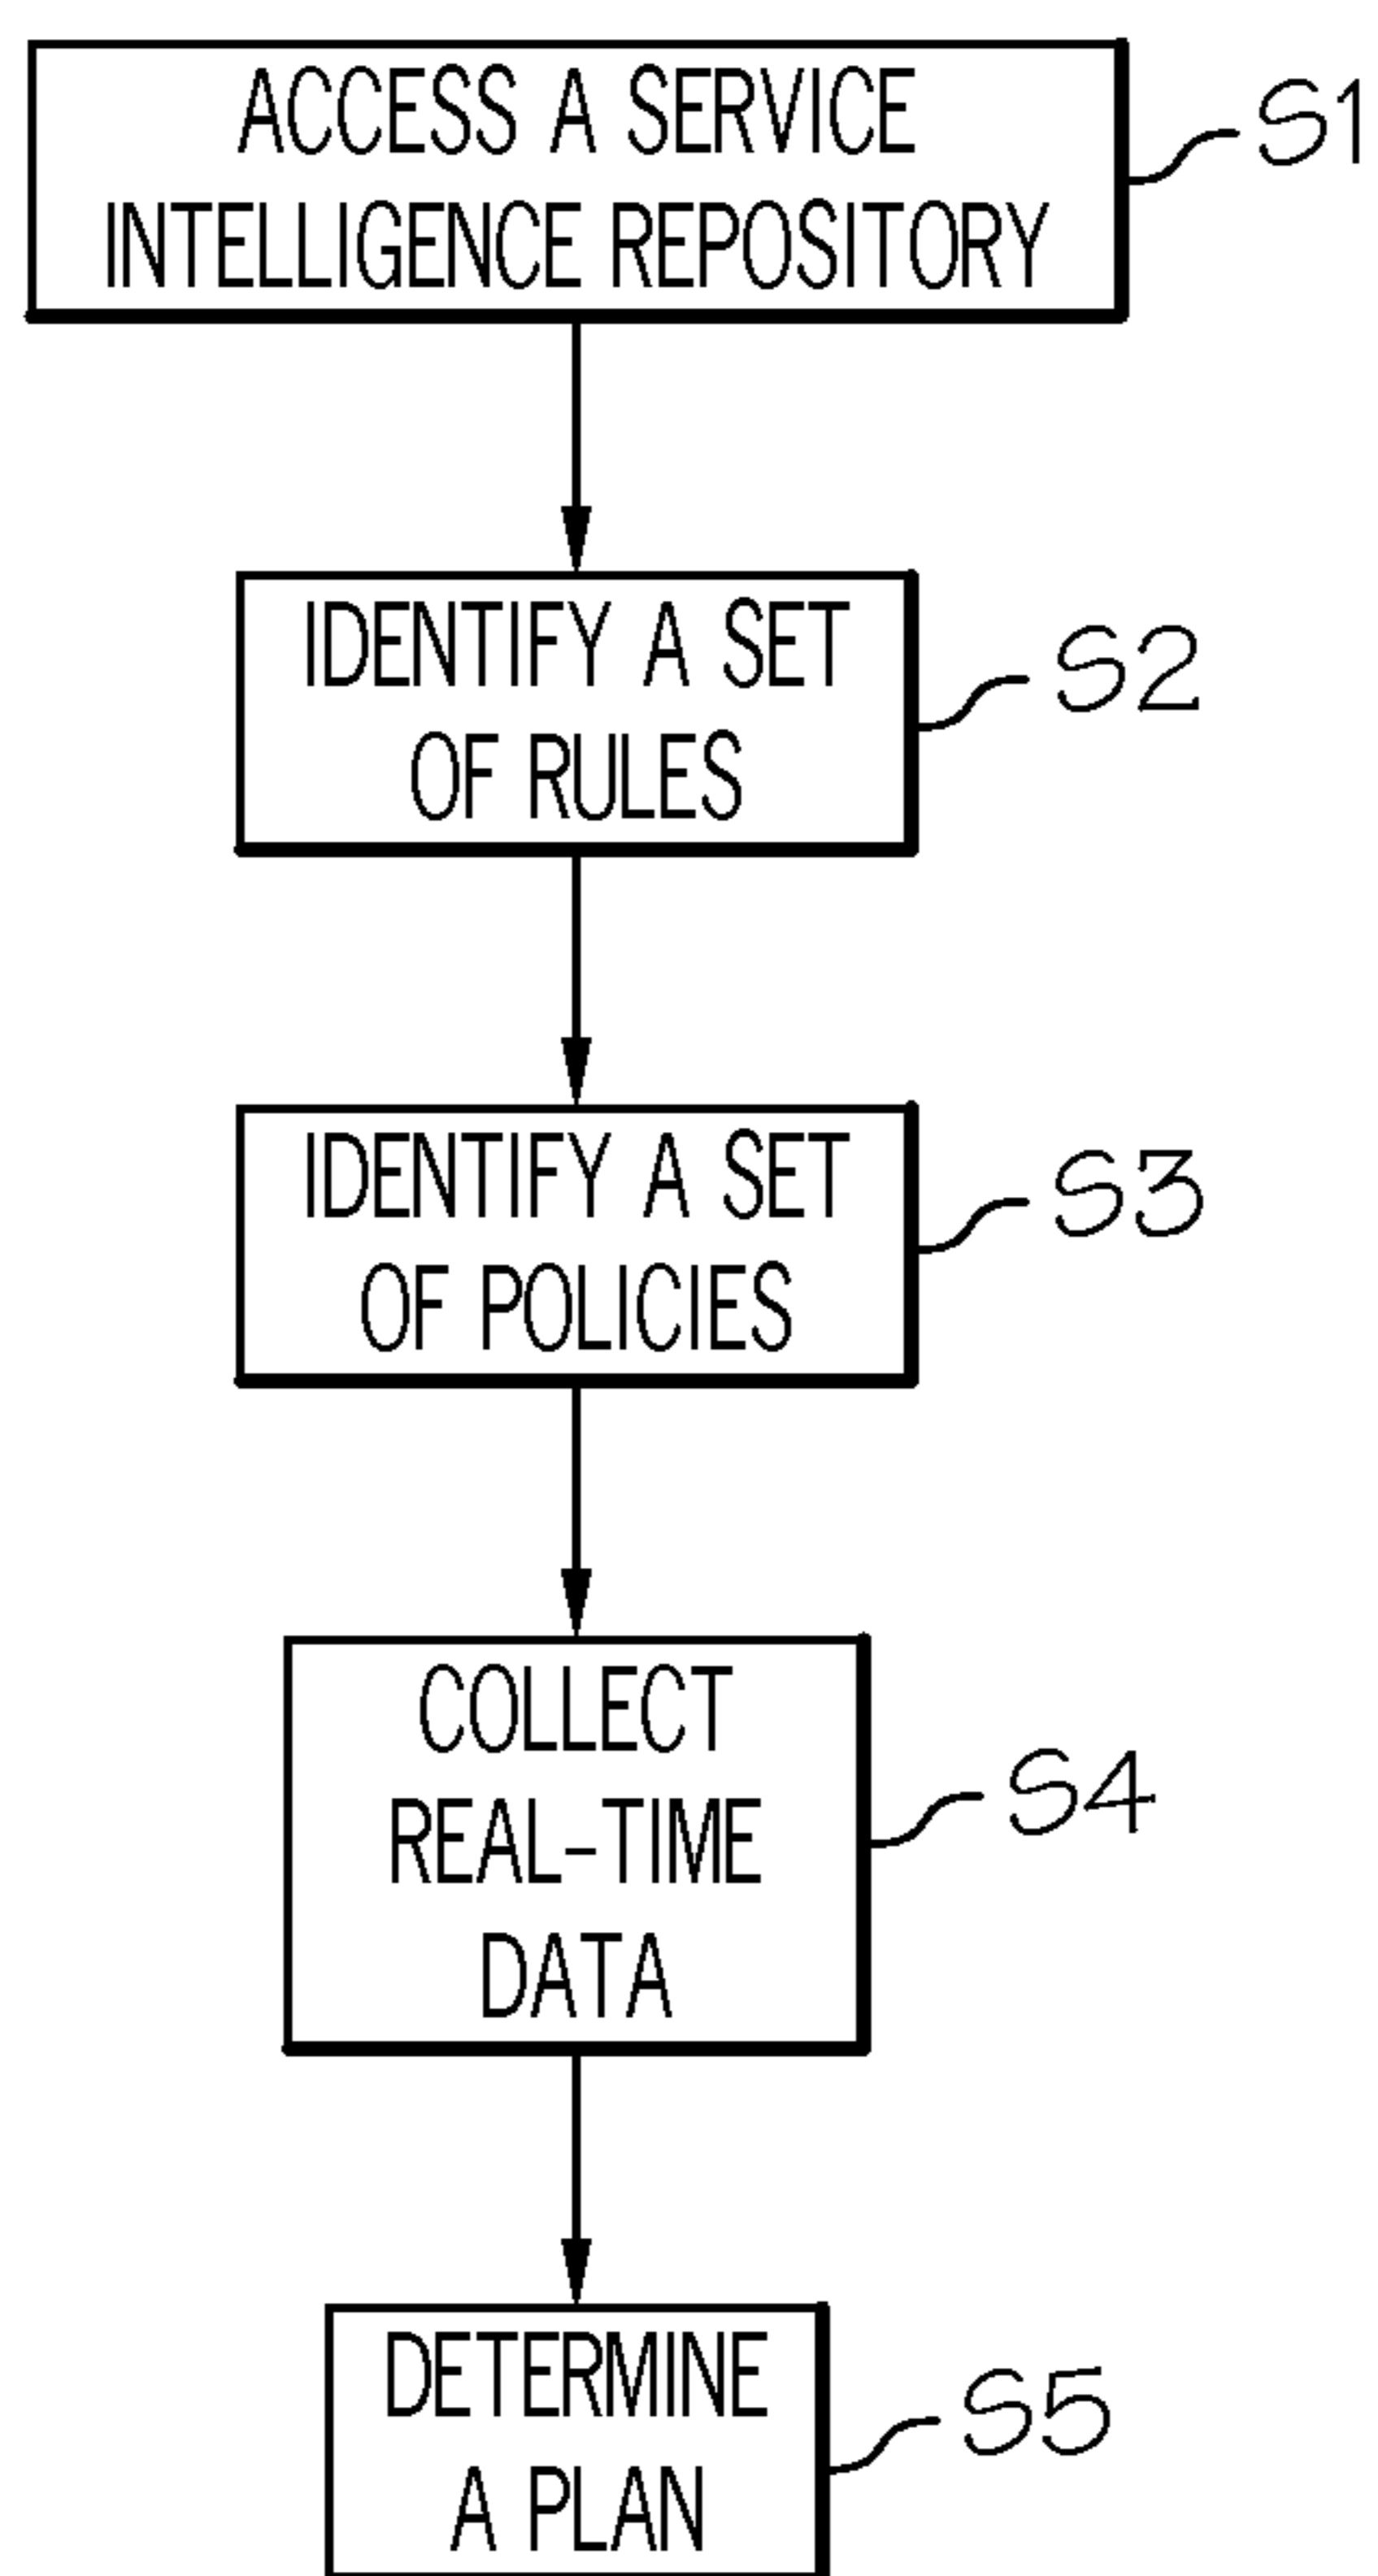 ACCESS A SERVICE
INTELLIGENCE REPOSITORY
S1
IDENTIFY A SET
OF RULES
S2
IDENTIFY A SET
OF POLICIES
S3
COLLECT
REAL-TIME
DATA
S4
DETERMINE
A PLAN
S5